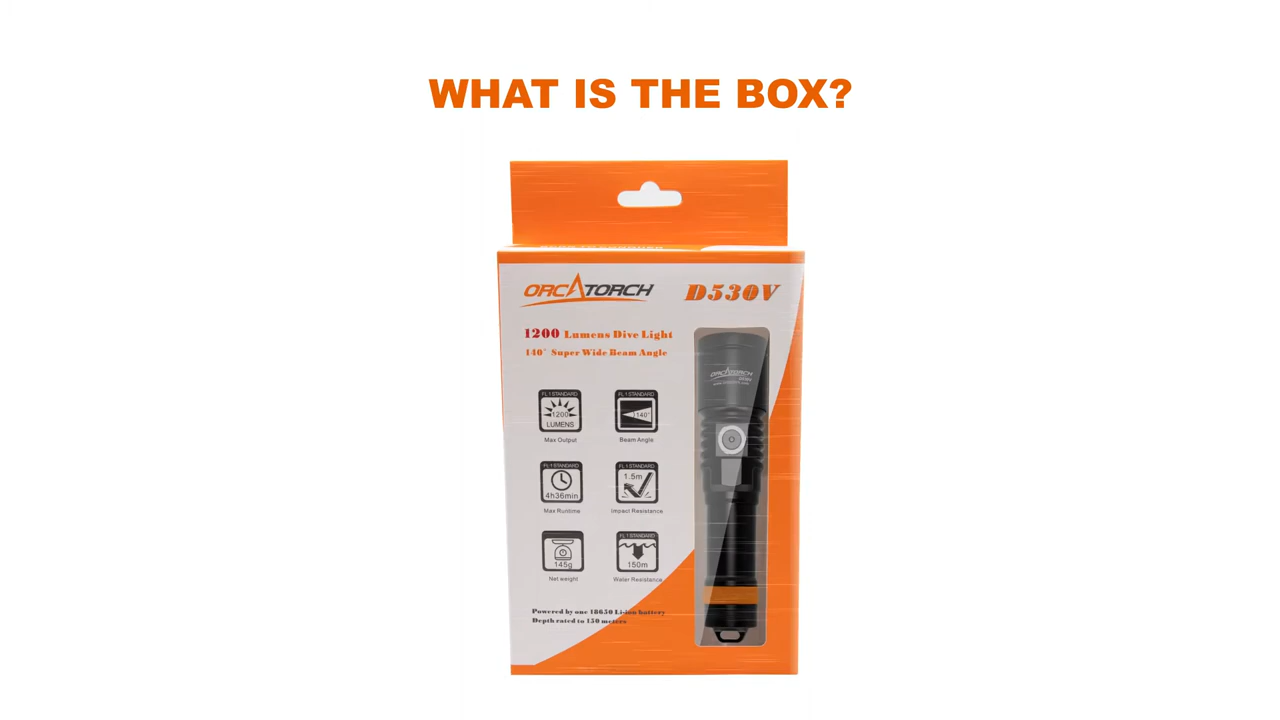 WHAT IS THE BOX?
ORCATORCH
D530V
1200 Lumens Dive Light
140° Super Wide Beam Angle
FL 1 STANDARD
1200
LUMENS
Max Output
FL 1 STANDARD
140°
Beam Angle
FL 1 STANDARD
4h36min
Max Runtime
FL 1 STANDARD
1.5m
Impact Resistance
145g
Net weight
FL 1 STANDARD
150m
Water Resistance
Powered by one 18650 Li-ion battery
Depth rated to 150 meters
ORCATORCH